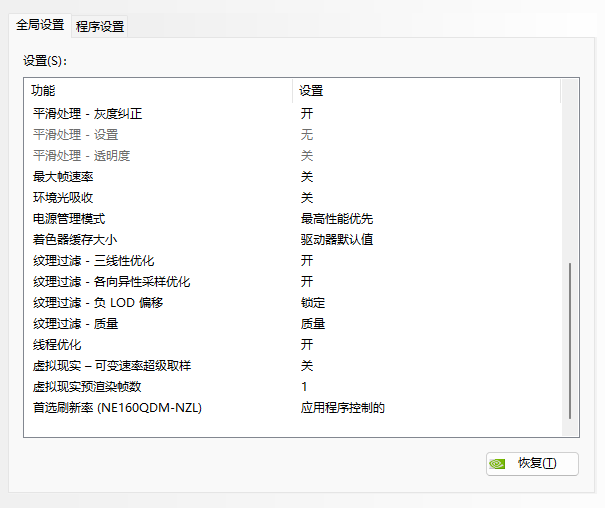 全局设置 程序设置
设置(S):
功能 设置
平滑处理 - 灰度纠正 开
平滑处理 - 设置 无
平滑处理 - 透明度 关
最大帧速率 关
环境光吸收 关
电源管理模式 最高性能优先
着色器缓存大小 驱动器默认值
纹理过滤 - 三线性优化 开
纹理过滤 - 各向异性采样优化 开
纹理过滤 - 负 LOD 偏移 锁定
纹理过滤 - 质量 质量
线程优化 开
虚拟现实 – 可变速率超级取样 关
虚拟现实预渲染帧数 1
首选刷新率 (NE160QDM-NZL) 应用程序控制的
恢复(T)